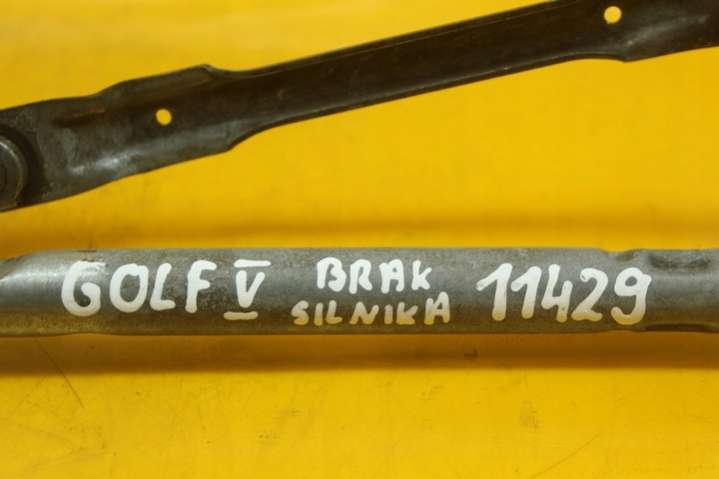 GOLF V BRAK SILNIKA 11429